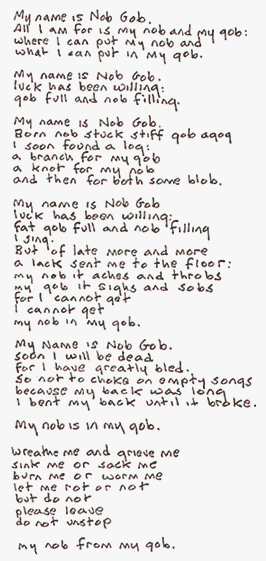 My name is Nob Gob.
All I am for is my nob and my gob:
where I can put my nob and
what I can put in my gob.
My name is Nob Gob.
luck has been willing:
gob full and nob filling.
My name is Nob Gob.
Born nob stuck stiff gob agog
I soon found a log:
a branch for my gob
a knot for my nob
and then for both some blob.
My name is Nob Gob
luck has been willing:
fat gob full and nob filling
I sing.
But of late more and more
a lack sent me to the floor:
my nob it aches and throbs
my gob it sighs and sobs
for I cannot get
I cannot get
my nob in my gob.
My Name is Nob Gob.
soon I will be dead
for I have greatly bled.
So not to choke on empty songs
because my back was long
I bent my back until it broke.
My nob is in my gob.
wreathe me and grieve me
sink me or sack me
burn me or worm me
let me rot or not
but do not
please leave
do not unstop
my nob from my gob.